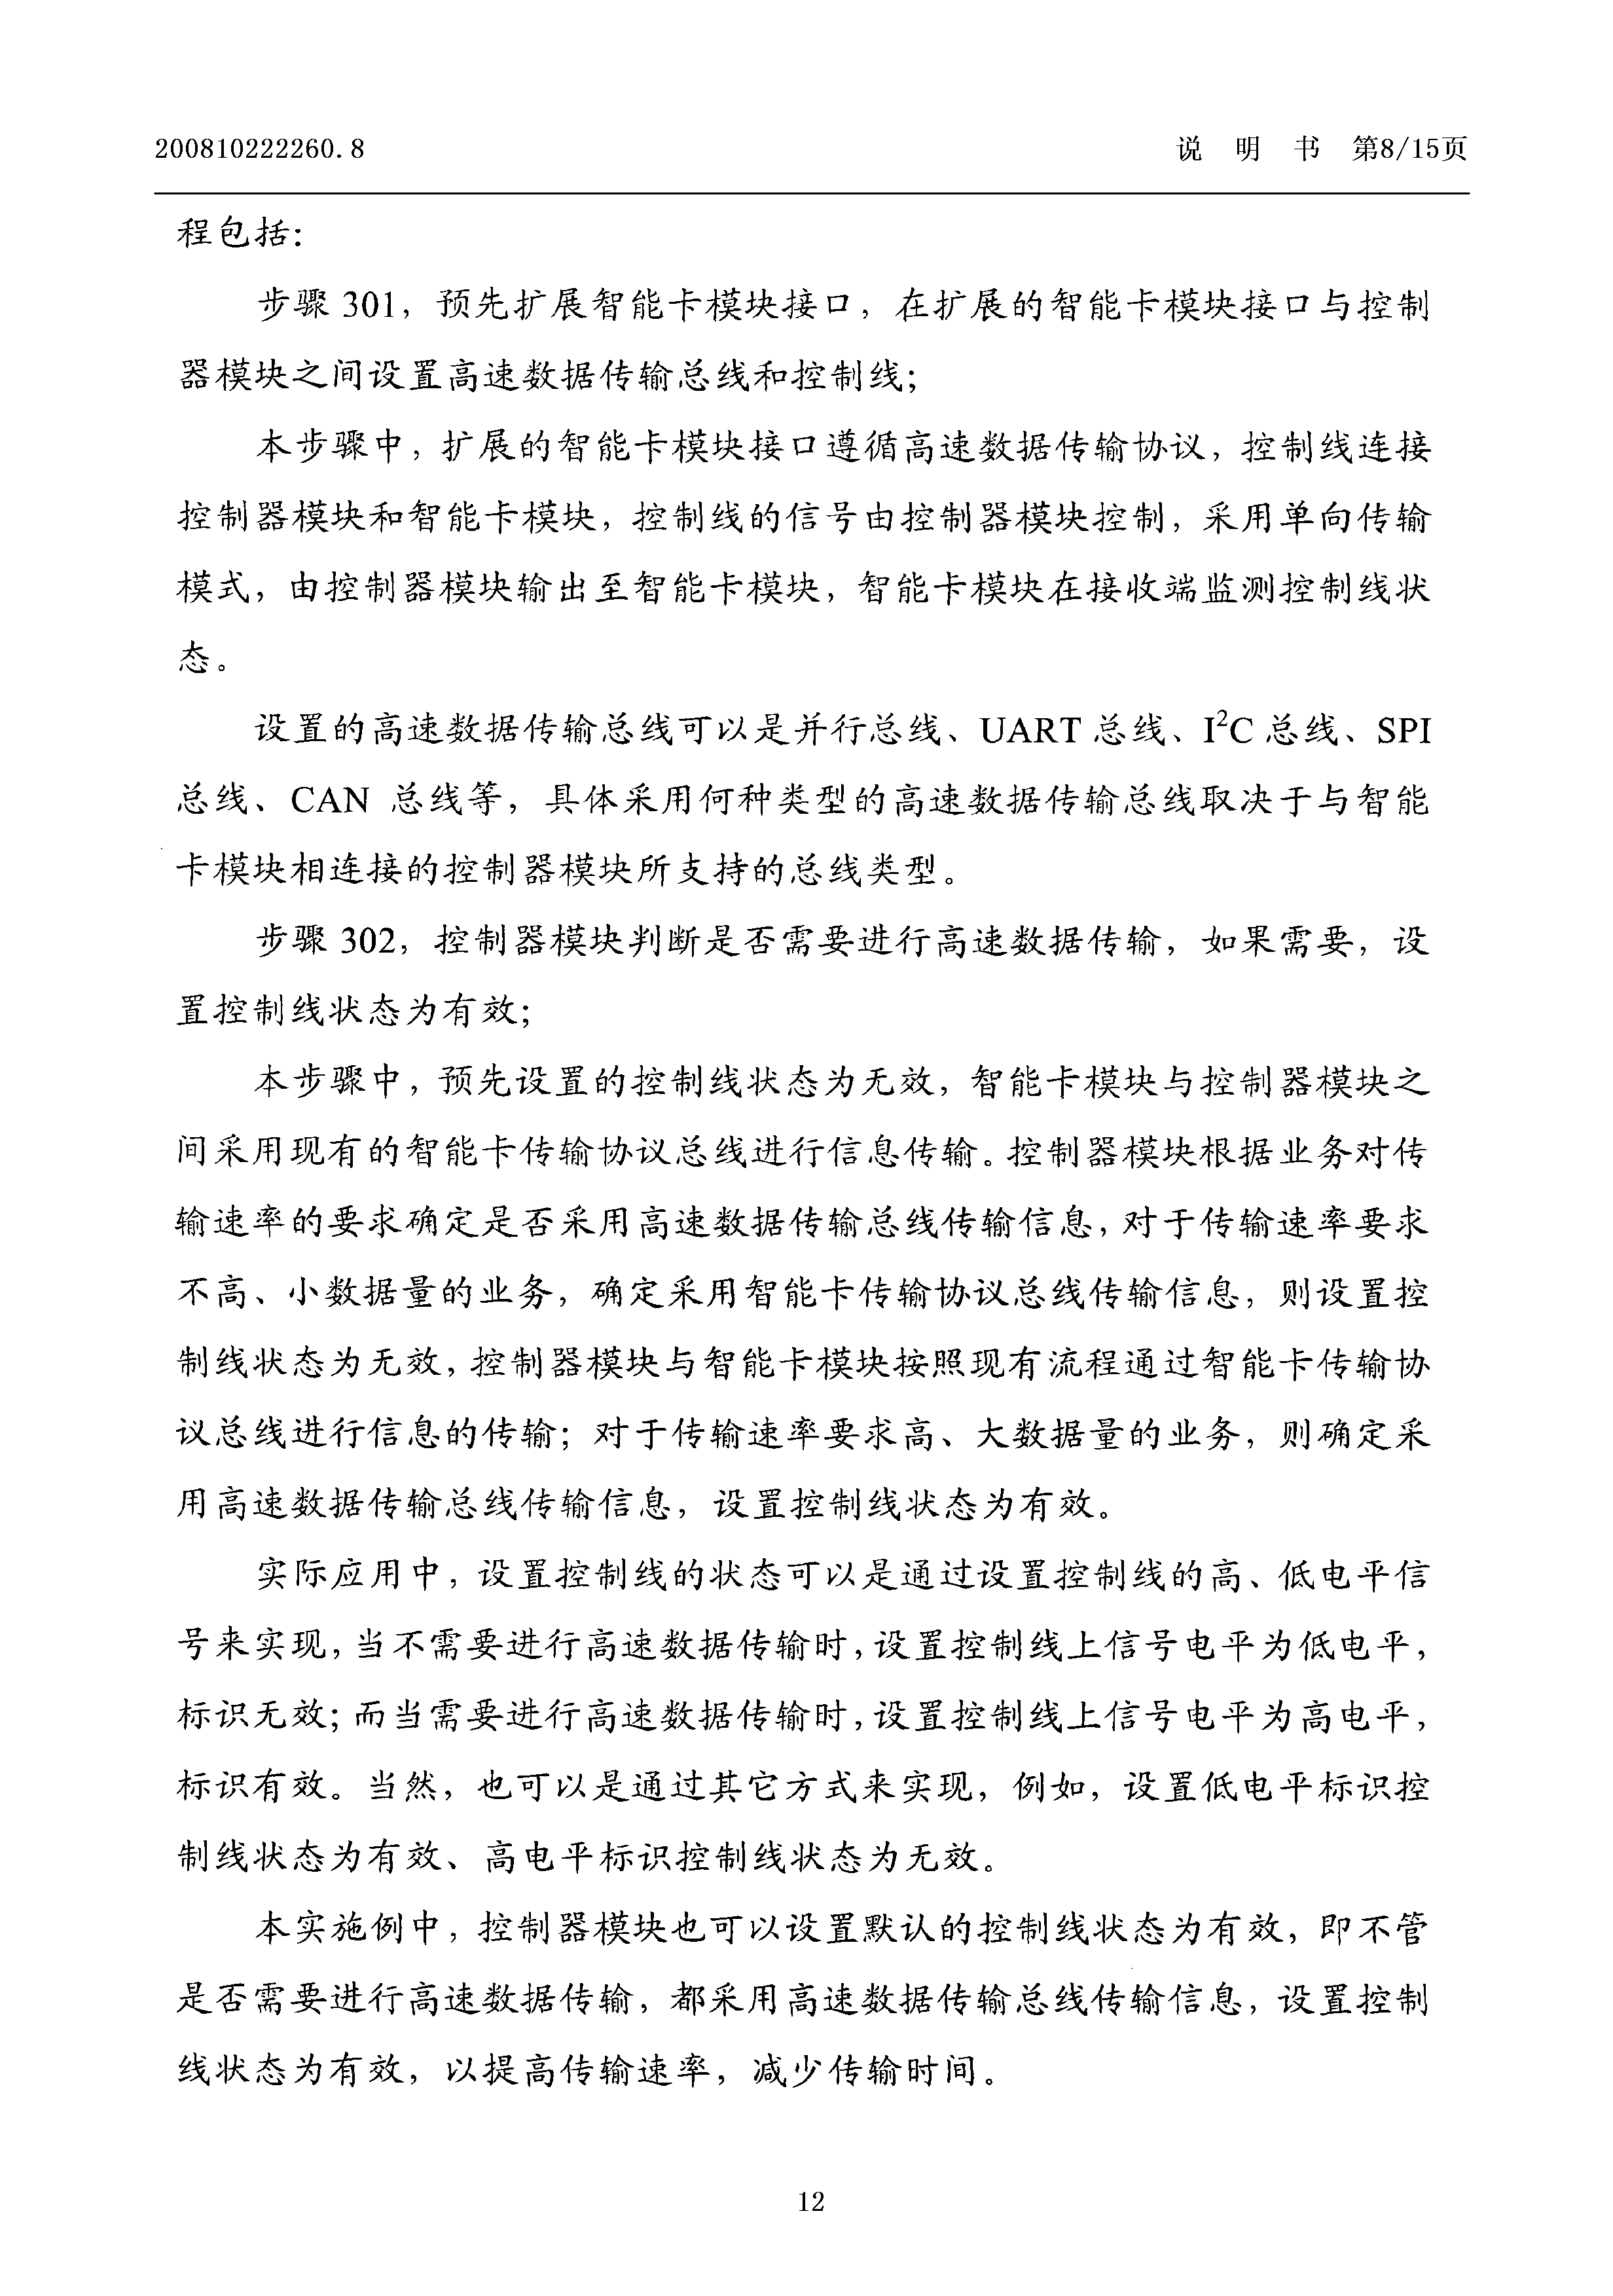 200810222260.8 说 明 书 第8/15页
程包括：
步骤 301，预先扩展智能卡模块接口，在扩展的智能卡模块接口与控制
器模块之间设置高速数据传输总线和控制线；
本步骤中，扩展的智能卡模块接口遵循高速数据传输协议，控制线连接
控制器模块和智能卡模块，控制线的信号由控制器模块控制，采用单向传输
模式，由控制器模块输出至智能卡模块，智能卡模块在接收端监测控制线状
态。
设置的高速数据传输总线可以是并行总线、UART 总线、I²C 总线、SPI
总线、CAN 总线等，具体采用何种类型的高速数据传输总线取决于与智能
卡模块相连接的控制器模块所支持的总线类型。
步骤 302，控制器模块判断是否需要进行高速数据传输，如果需要，设
置控制线状态为有效；
本步骤中，预先设置的控制线状态为无效，智能卡模块与控制器模块之
间采用现有的智能卡传输协议总线进行信息传输。控制器模块根据业务对传
输速率的要求确定是否采用高速数据传输总线传输信息，对于传输速率要求
不高、小数据量的业务，确定采用智能卡传输协议总线传输信息，则设置控
制线状态为无效，控制器模块与智能卡模块按照现有流程通过智能卡传输协
议总线进行信息的传输；对于传输速率要求高、大数据量的业务，则确定采
用高速数据传输总线传输信息，设置控制线状态为有效。
实际应用中，设置控制线的状态可以是通过设置控制线的高、低电平信
号来实现，当不需要进行高速数据传输时，设置控制线上信号电平为低电平，
标识无效；而当需要进行高速数据传输时，设置控制线上信号电平为高电平，
标识有效。当然，也可以是通过其它方式来实现，例如，设置低电平标识控
制线状态为有效、高电平标识控制线状态为无效。
本实施例中，控制器模块也可以设置默认的控制线状态为有效，即不管
是否需要进行高速数据传输，都采用高速数据传输总线传输信息，设置控制
线状态为有效，以提高传输速率，减少传输时间。
12